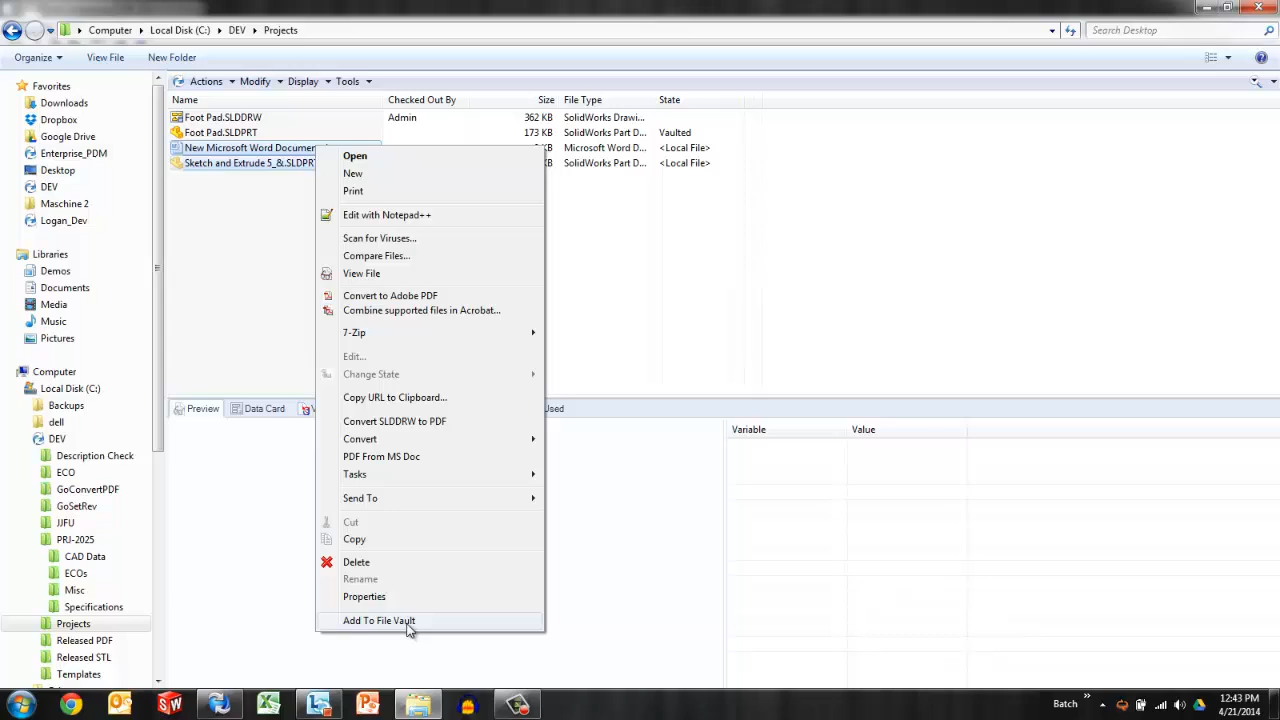 Computer ▸ Local Disk (C:) ▸ DEV ▸ Projects
Search Desktop
Organize View File New Folder
Actions Modify Display Tools
Favorites
Downloads
Dropbox
Google Drive
Enterprise_PDM
Desktop
DEV
Maschine 2
Logan_Dev
Libraries
Demos
Documents
Media
Music
Pictures
Computer
Local Disk (C:)
Backups
dell
DEV
Description Check
ECO
GoConvertPDF
GoSetRev
JJFU
PRJ-2025
CAD Data
ECOs
Misc
Specifications
Projects
Released PDF
Released STL
Templates
Name Checked Out By Size File Type State
Foot Pad.SLDDRW Admin 362 KB SolidWorks Drawi...
Foot Pad.SLDPRT 173 KB SolidWorks Part D... Vaulted
New Microsoft Word Documen Microsoft Word D... <Local File>
Sketch and Extrude 5_&.SLDPRT KB SolidWorks Part D... <Local File>
Open
New
Print
Edit with Notepad++
Scan for Viruses...
Compare Files...
View File
Convert to Adobe PDF
Combine supported files in Acrobat...
7-Zip
Edit...
Change State
Copy URL to Clipboard...
Convert SLDDRW to PDF
Convert
PDF From MS Doc
Tasks
Send To
Cut
Copy
Delete
Rename
Properties
Add To File Vault
Preview Data Card V Used
Variable Value
Batch
12:43 PM
4/21/2014